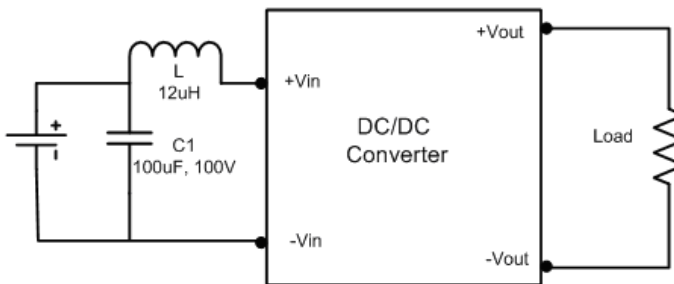 +Vout
L
12uH
+Vin
C1
100uF, 100V
DC/DC
Converter
Load
-Vin
-Vout
+
-